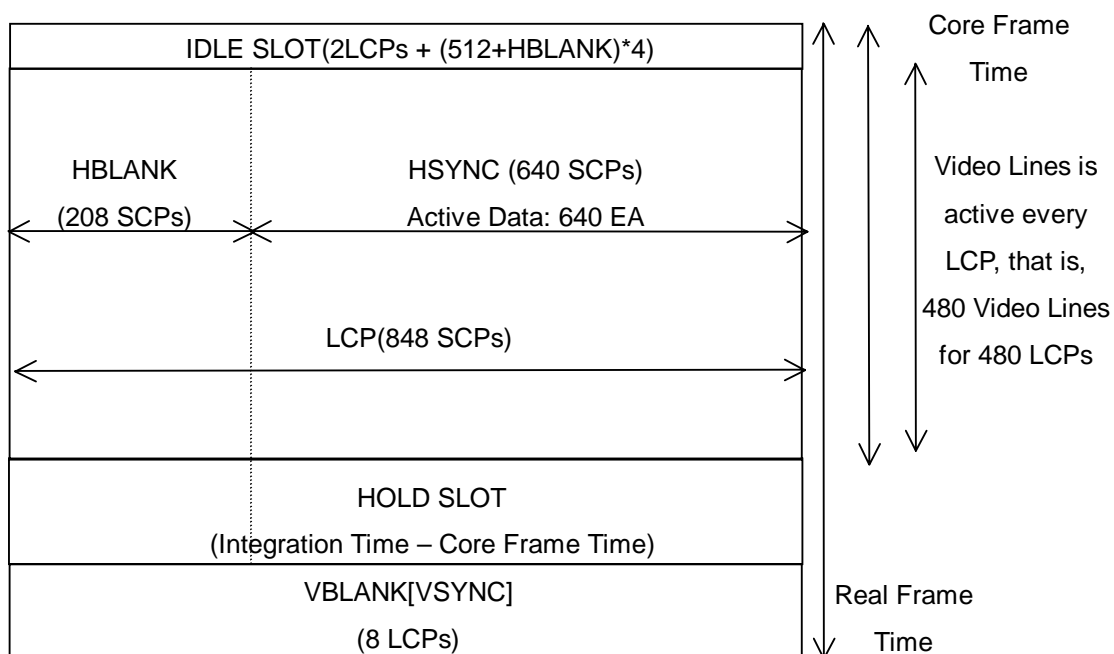 IDLE SLOT(2LCPs + (512+HBLANK)*4)
Core Frame
Time
HBLANK
(208 SCPs)
HSYNC (640 SCPs)
Active Data: 640 EA
Video Lines is
active every
LCP, that is,
480 Video Lines
for 480 LCPs
LCP(848 SCPs)
HOLD SLOT
(Integration Time – Core Frame Time)
VBLANK[VSYNC]
(8 LCPs)
Real Frame
Time